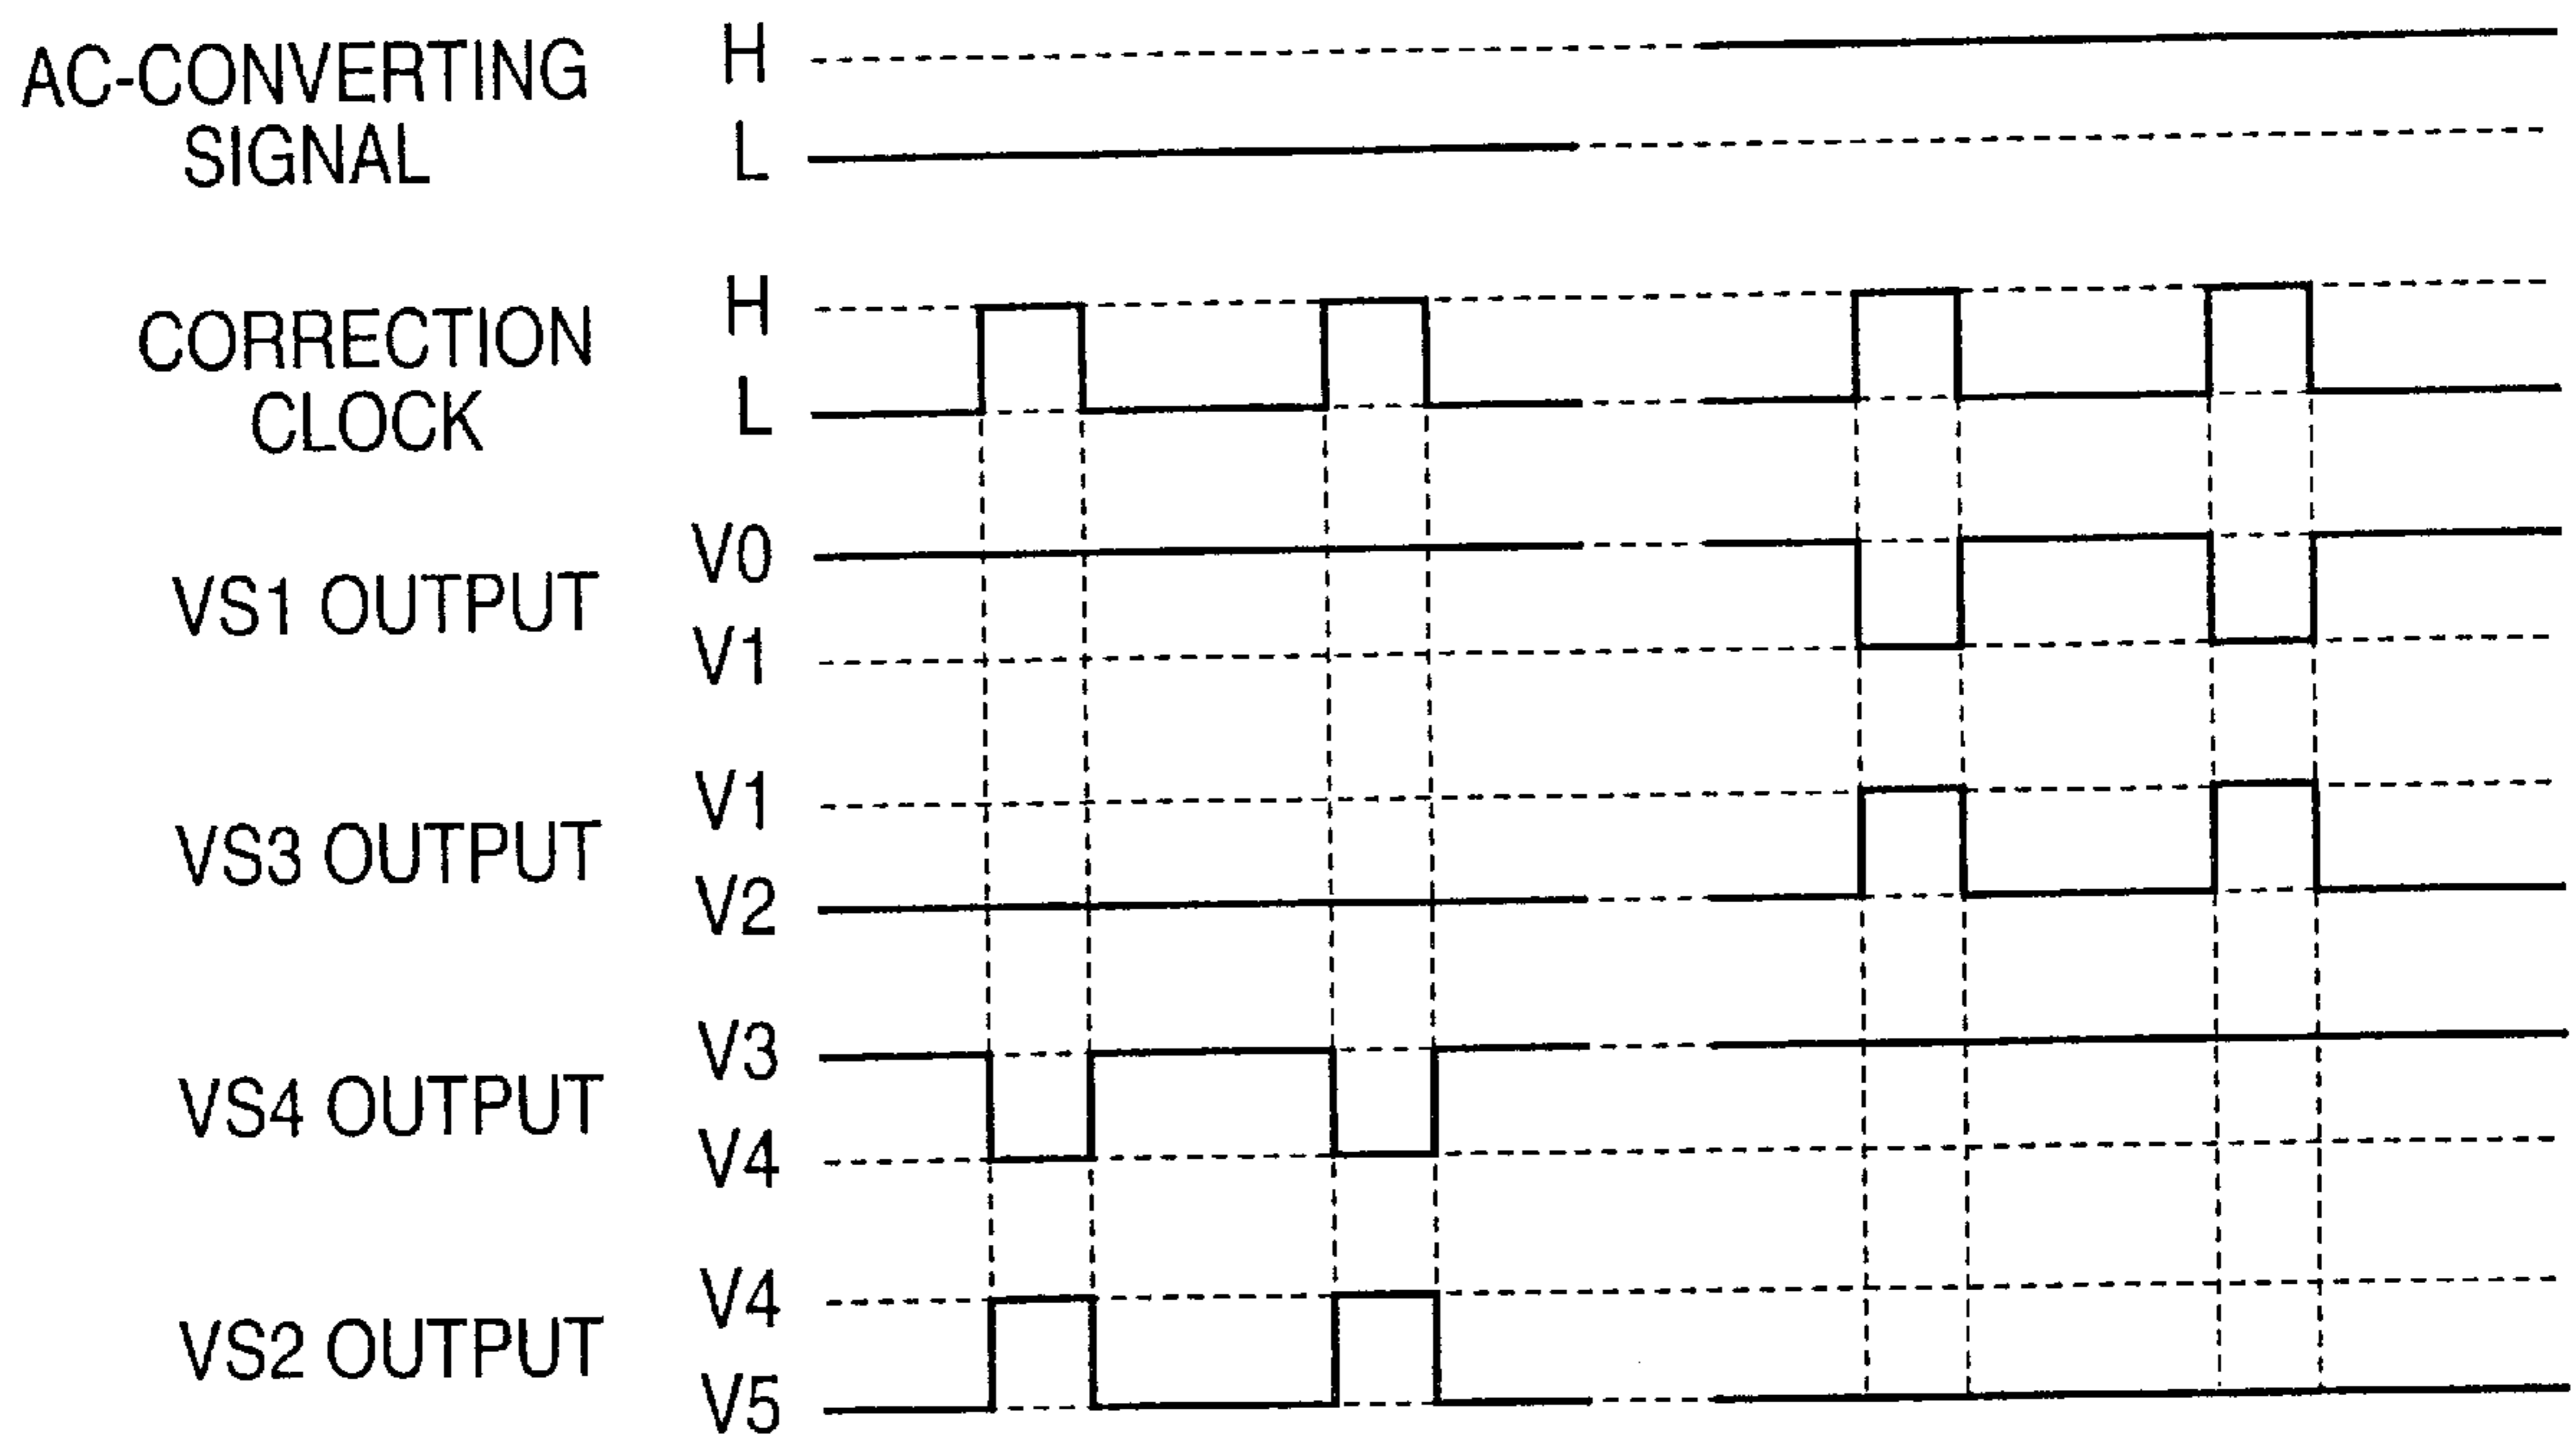 AC-CONVERTING
SIGNAL
H
L
CORRECTION
CLOCK
H
L
VS1 OUTPUT
V0
V1
VS3 OUTPUT
V1
V2
VS4 OUTPUT
V3
V4
VS2 OUTPUT
V4
V5